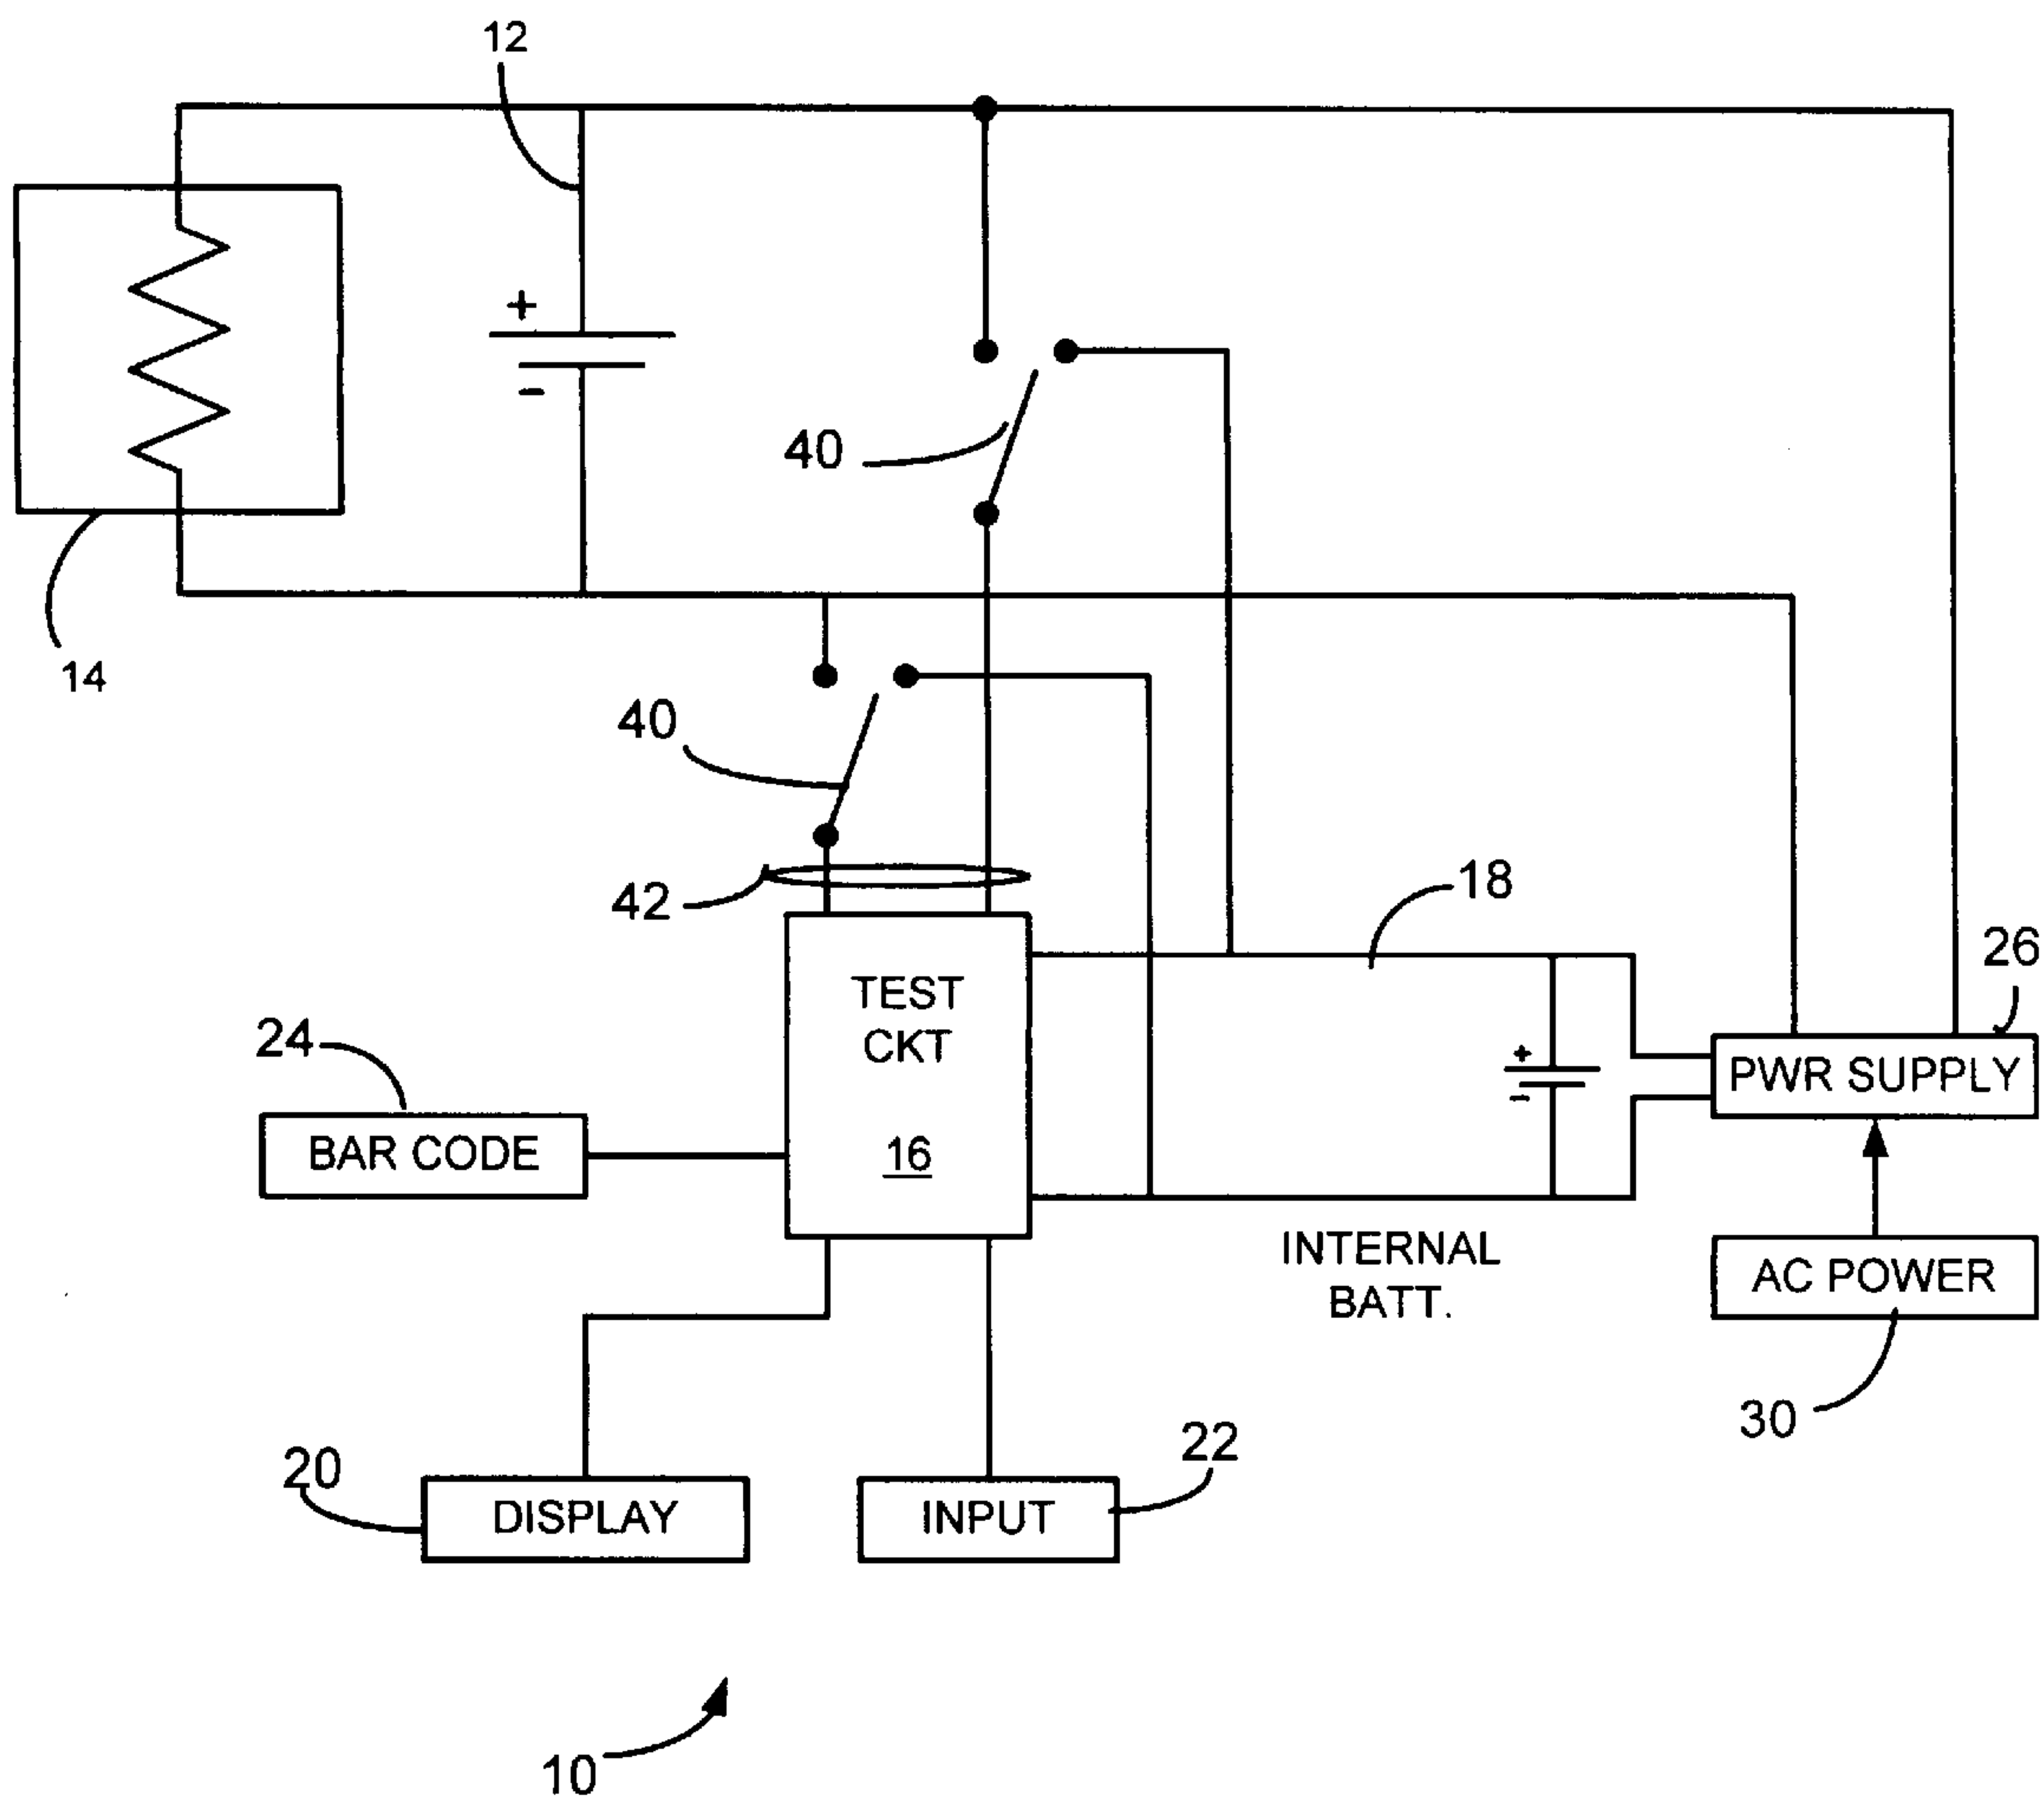 12
+
-
40
14
40
42
18
26
TEST
CKT
16
24
BAR CODE
+
-
PWR SUPPLY
INTERNAL
BATT.
AC POWER
30
20
DISPLAY
22
INPUT
10